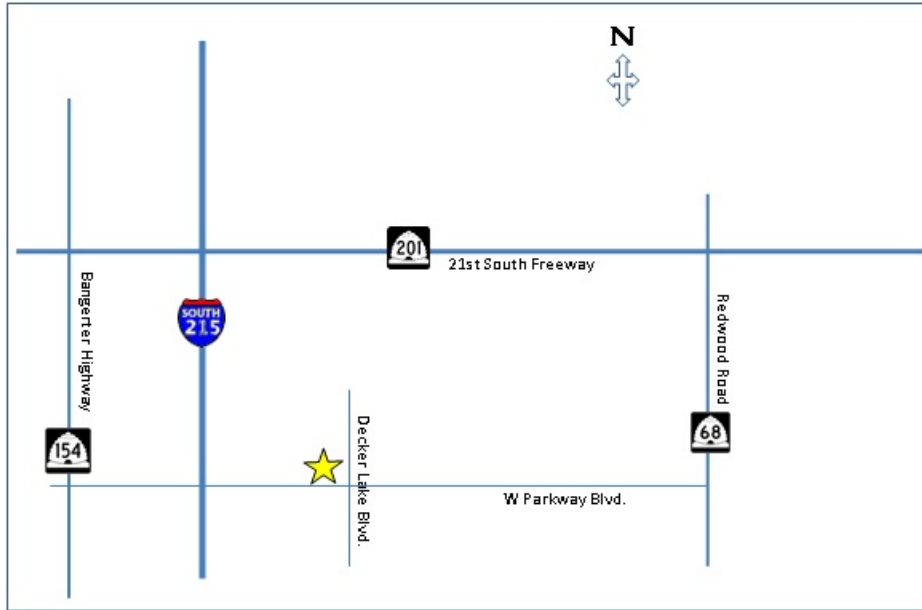 N
201
21st South Freeway
Bangerter Highway
SOUTH
215
Redwood Road
154
Decker Lake Blvd.
68
W Parkway Blvd.